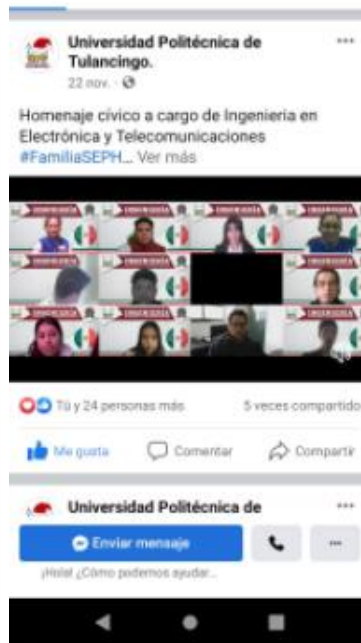 Universidad Politécnica de
Tulancingo.
22 nov.
Homenaje cívico a cargo de Ingeniería en
Electrónica y Telecomunicaciones
#FamiliaSEPH... Ver más
Tú y 24 personas más
5 veces compartido
Me gusta
Comentar
Compartir
Universidad Politécnica de
Enviar mensaje
¡Hola! ¿Cómo podemos ayudar...